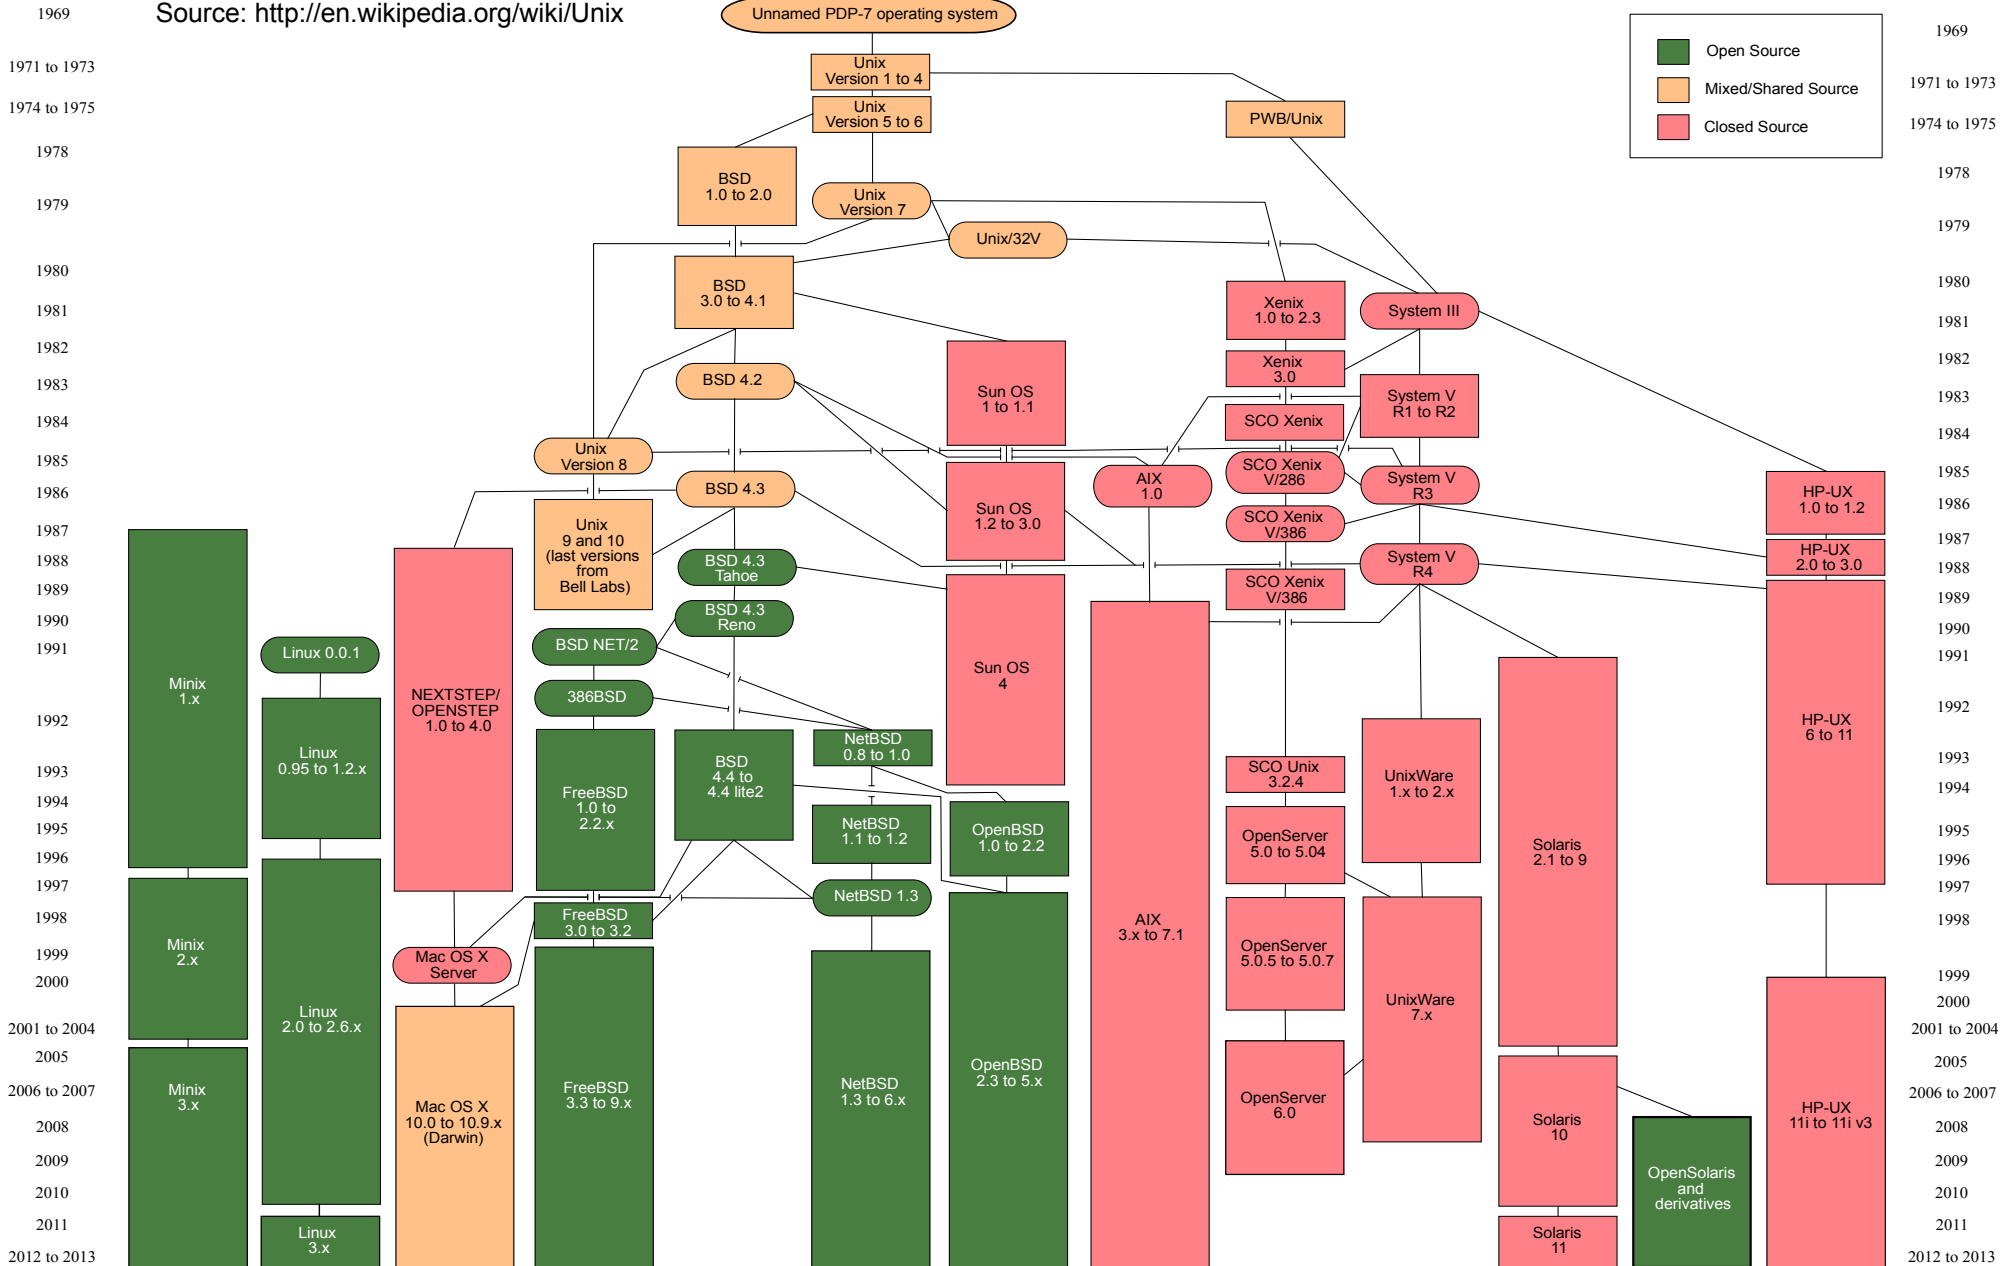 Source: http://en.wikipedia.org/wiki/Unix
1969
1971 to 1973
1974 to 1975
1978
1979
1980
1981
1982
1983
1984
1985
1986
1987
1988
1989
1990
1991
1992
1993
1994
1995
1996
1997
1998
1999
2000
2001 to 2004
2005
2006 to 2007
2008
2009
2010
2011
2012 to 2013
Unnamed PDP-7 operating system
Unix
Version 1 to 4
Unix
Version 5 to 6
PWB/Unix
BSD
1.0 to 2.0
Unix
Version 7
Unix/32V
BSD
3.0 to 4.1
Xenix
1.0 to 2.3
System III
Sun OS
1 to 1.1
Xenix
3.0
BSD 4.2
System V
R1 to R2
SCO Xenix
Unix
Version 8
SCO Xenix
V/286
AIX
1.0
System V
R3
BSD 4.3
Sun OS
1.2 to 3.0
HP-UX
1.0 to 1.2
Unix
9 and 10
(last versions
from
Bell Labs)
SCO Xenix
V/386
HP-UX
2.0 to 3.0
BSD 4.3
Tahoe
System V
R4
SCO Xenix
V/386
BSD 4.3
Reno
BSD NET/2
Linux 0.0.1
Minix
1.x
NEXTSTEP/
OPENSTEP
1.0 to 4.0
386BSD
Sun OS
4
HP-UX
6 to 11
Linux
0.95 to 1.2.x
NetBSD
0.8 to 1.0
BSD
4.4 to
4.4 lite2
FreeBSD
1.0 to
2.2.x
SCO Unix
3.2.4
UnixWare
1.x to 2.x
NetBSD
1.1 to 1.2
OpenBSD
1.0 to 2.2
OpenServer
5.0 to 5.04
Solaris
2.1 to 9
NetBSD 1.3
FreeBSD
3.0 to 3.2
AIX
3.x to 7.1
Minix
2.x
Mac OS X
Server
OpenServer
5.0.5 to 5.0.7
Linux
2.0 to 2.6.x
UnixWare
7.x
Minix
3.x
Mac OS X
10.0 to 10.9.x
(Darwin)
FreeBSD
3.3 to 9.x
NetBSD
1.3 to 6.x
OpenBSD
2.3 to 5.x
OpenServer
6.0
Solaris
10
HP-UX
11i to 11i v3
OpenSolaris
and
derivatives
Linux
3.x
Solaris
11
Open Source
Mixed/Shared Source
Closed Source
1969
1971 to 1973
1974 to 1975
1978
1979
1980
1981
1982
1983
1984
1985
1986
1987
1988
1989
1990
1991
1992
1993
1994
1995
1996
1997
1998
1999
2000
2001 to 2004
2005
2006 to 2007
2008
2009
2010
2011
2012 to 2013